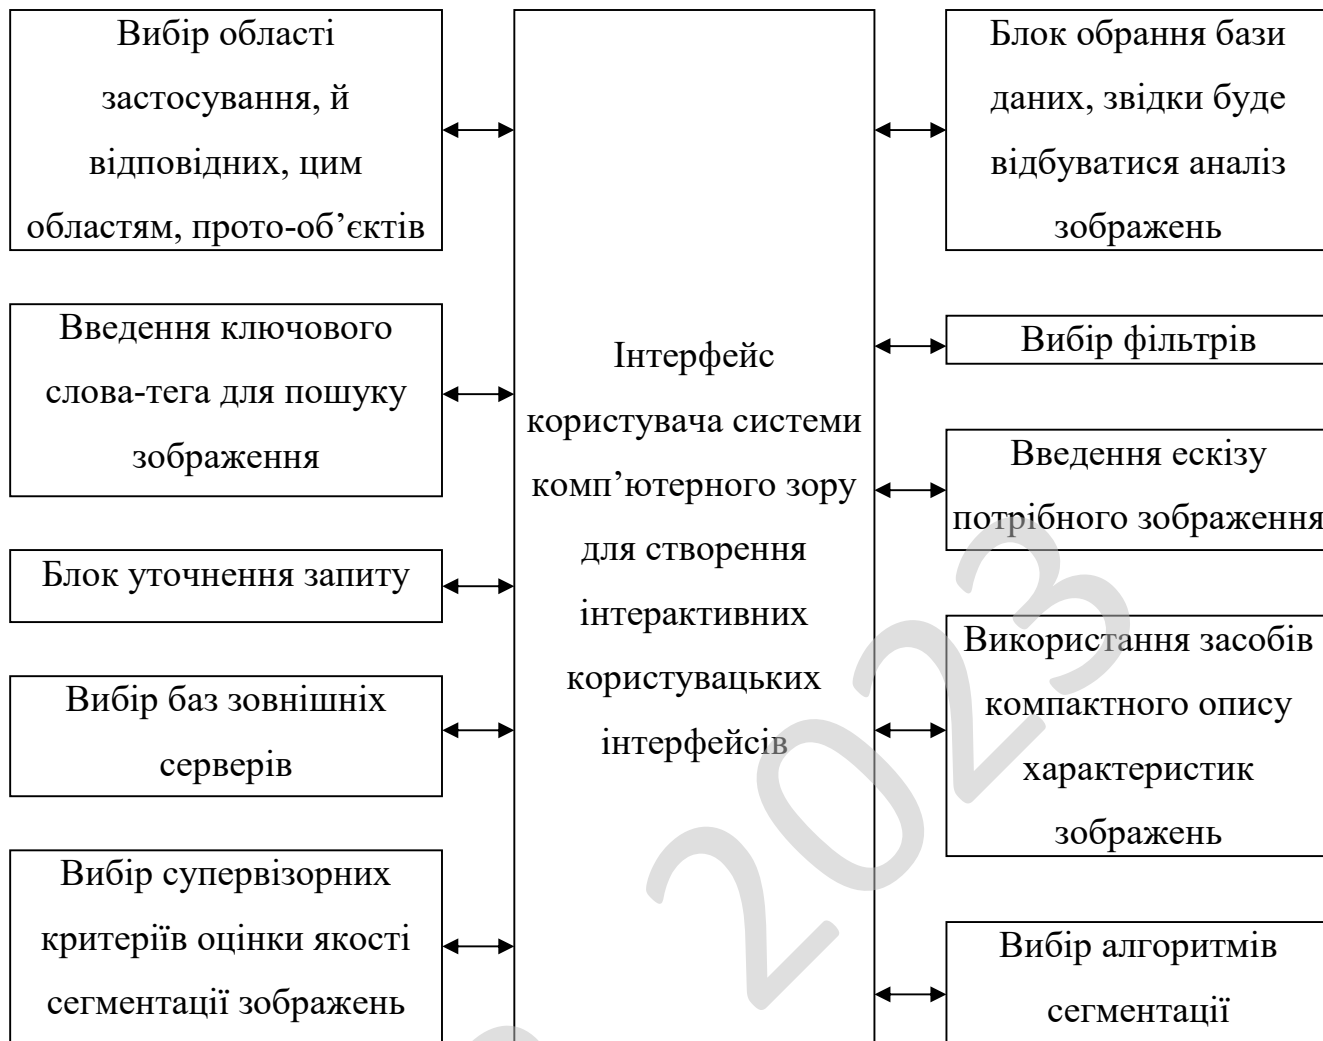 Вибір області
застосування, й
відповідних, цим
областям, прото-об’єктів
Введення ключового
слова-тега для пошуку
зображення
Блок уточнення запиту
Вибір баз зовнішніх
серверів
Вибір супервізорних
критеріїв оцінки якості
сегментації зображень
Інтерфейс
користувача системи
комп’ютерного зору
для створення
інтерактивних
користувацьких
інтерфейсів
Блок обрання бази
даних, звідки буде
відбуватися аналіз
зображень
Вибір фільтрів
Введення ескізу
потрібного зображення
Використання засобів
компактного опису
характеристик
зображень
Вибір алгоритмів
сегментації
2023